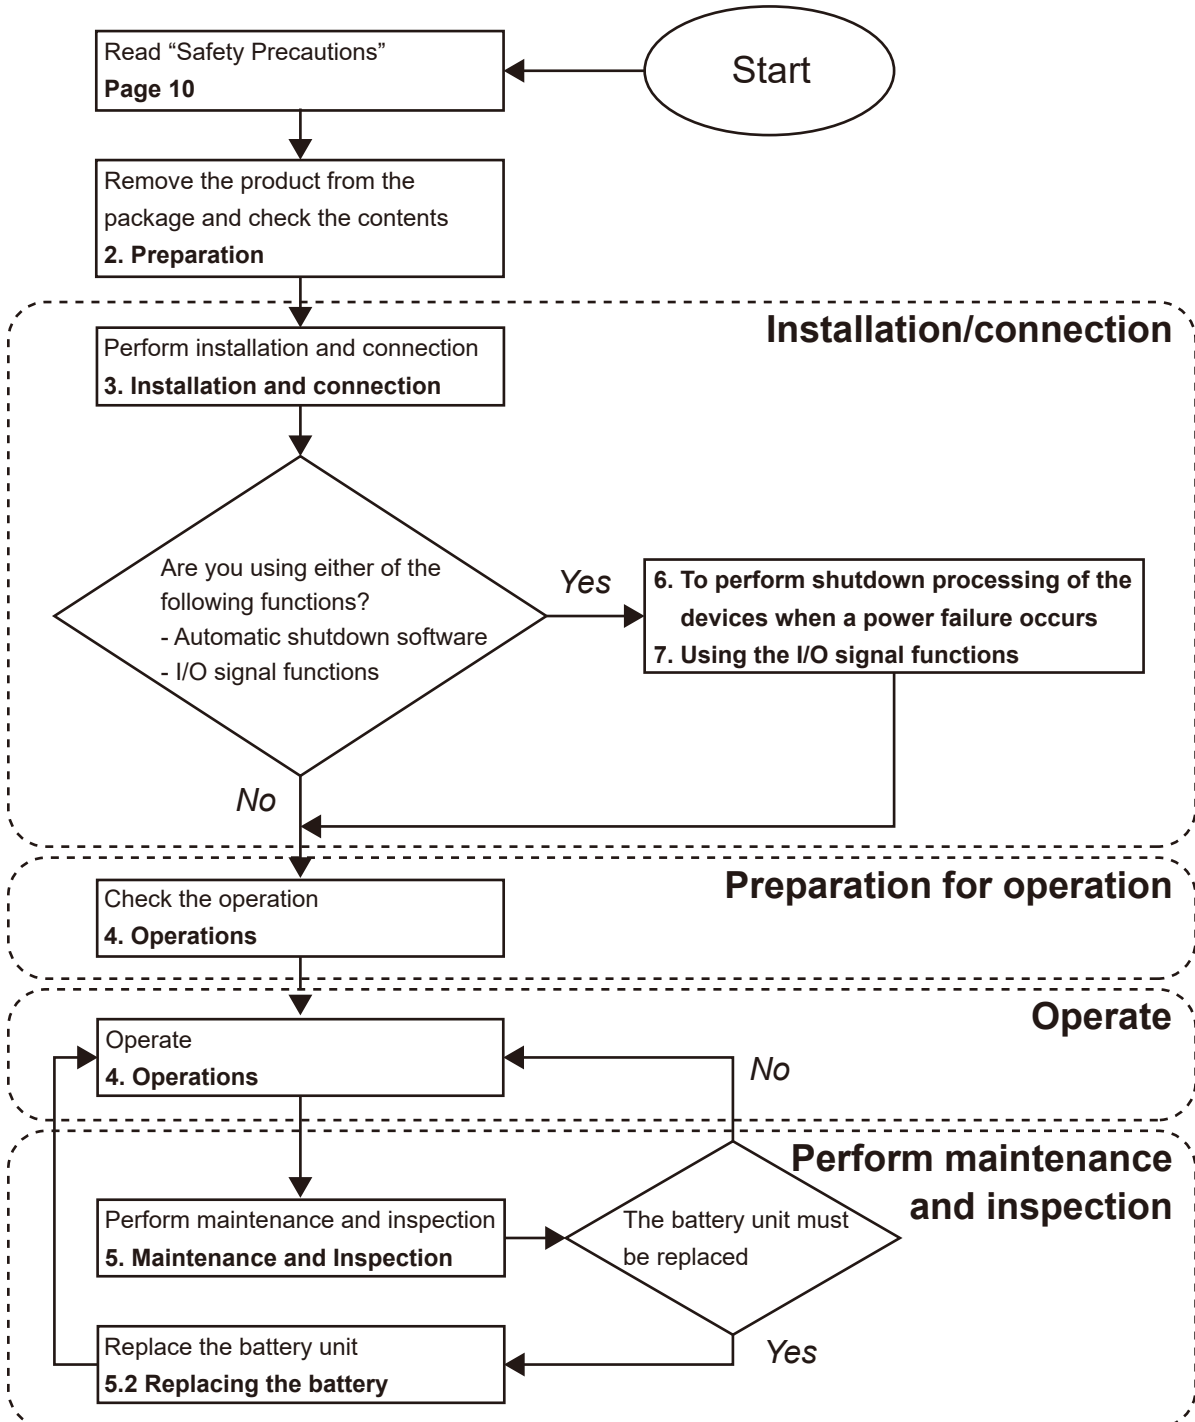 Start
Read “Safety Precautions”
Page 10
Remove the product from the
package and check the contents
2. Preparation
Installation/connection
Perform installation and connection
3. Installation and connection
Are you using either of the
following functions?
- Automatic shutdown software
- I/O signal functions
Yes
6. To perform shutdown processing of the
devices when a power failure occurs
7. Using the I/O signal functions
No
Preparation for operation
Check the operation
4. Operations
Operate
Operate
4. Operations
No
Perform maintenance
and inspection
Perform maintenance and inspection
5. Maintenance and Inspection
The battery unit must
be replaced
Yes
Replace the battery unit
5.2 Replacing the battery